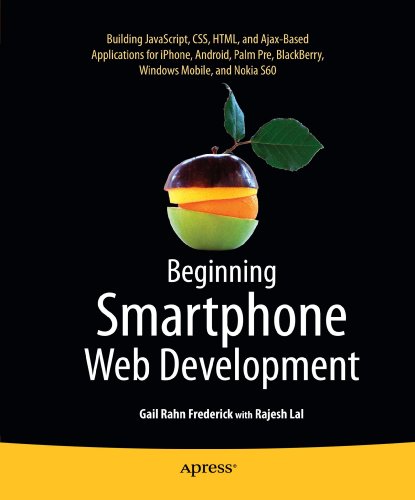 Building JavaScript, CSS, HTML, and Ajax-Based
Applications for iPhone, Android, Palm Pre, BlackBerry,
Windows Mobile, and Nokia S60
Beginning
Smartphone
Web Development
Gail Rahn Frederick with Rajesh Lal
Apress®